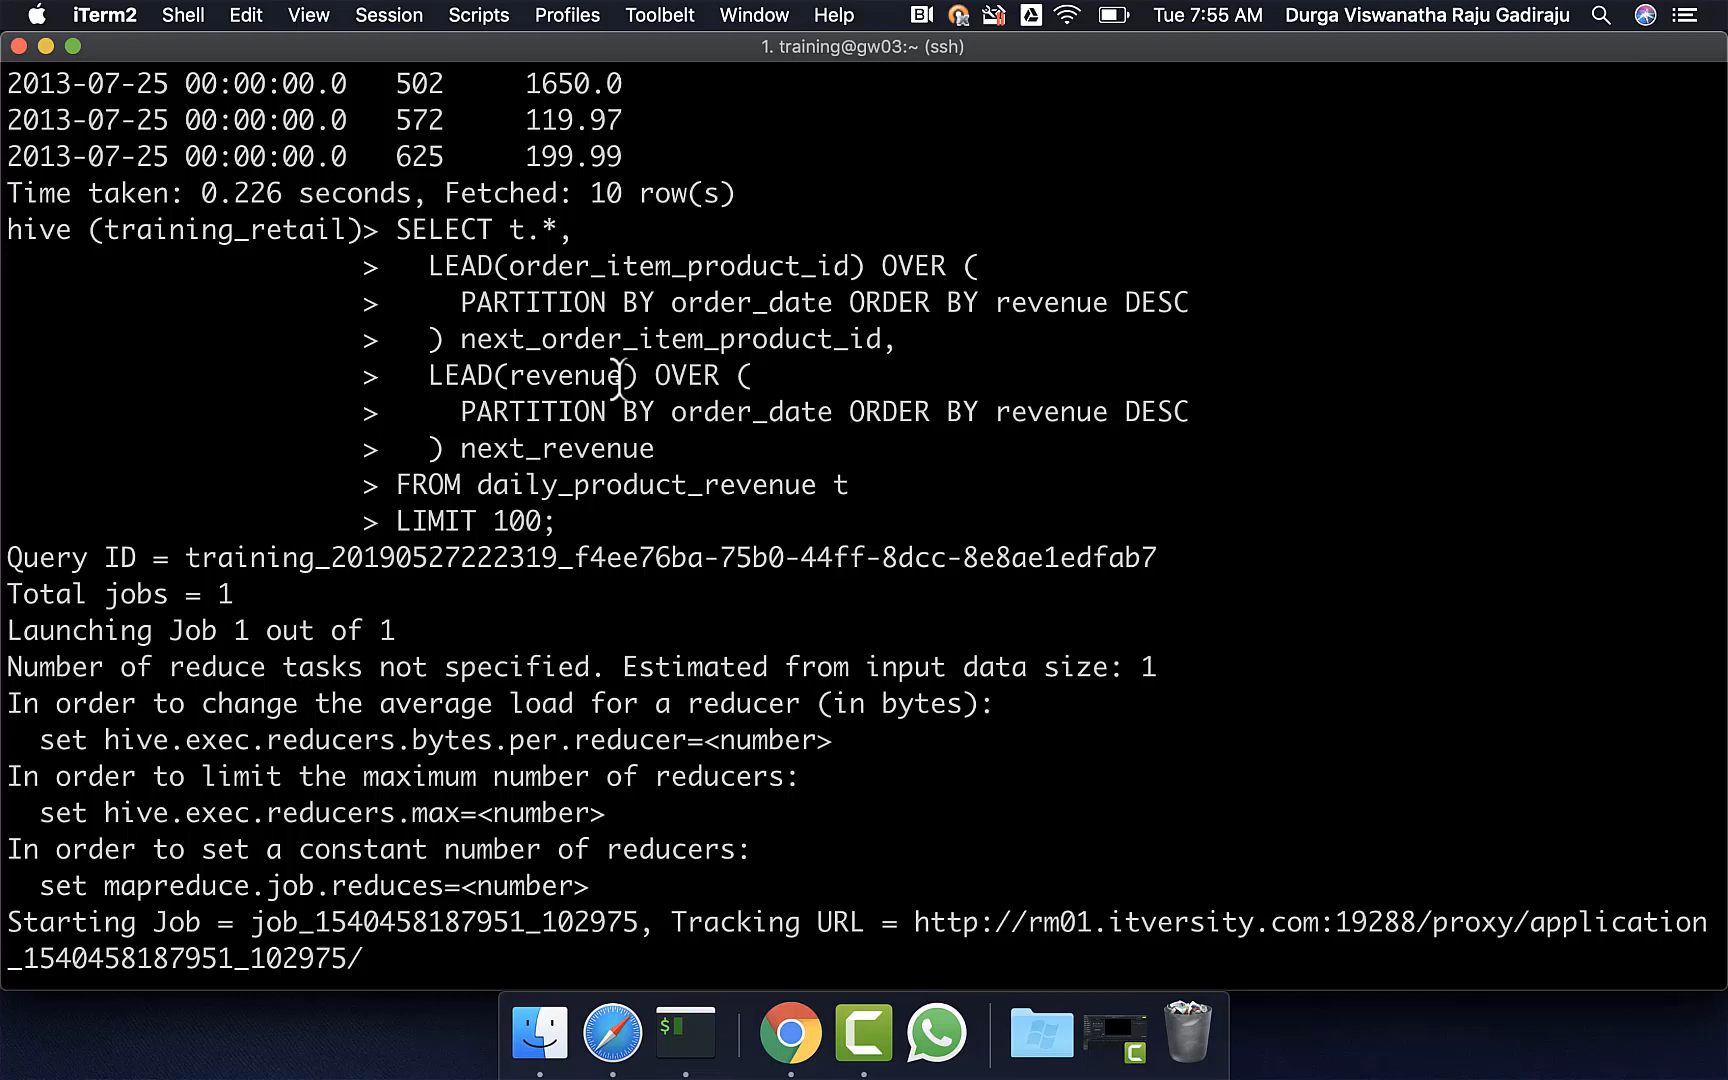 iTerm2 Shell Edit View Session Scripts Profiles Toolbelt Window Help Tue 7:55 AM Durga Viswanatha Raju Gadiraju
1. training@gw03:~ (ssh)
2013-07-25 00:00:00.0 502 1650.0
2013-07-25 00:00:00.0 572 119.97
2013-07-25 00:00:00.0 625 199.99
Time taken: 0.226 seconds, Fetched: 10 row(s)
hive (training_retail)> SELECT t.*,
> LEAD(order_item_product_id) OVER (
> PARTITION BY order_date ORDER BY revenue DESC
> ) next_order_item_product_id,
> LEAD(revenue) OVER (
> PARTITION BY order_date ORDER BY revenue DESC
> ) next_revenue
> FROM daily_product_revenue t
> LIMIT 100;
Query ID = training_20190527222319_f4ee76ba-75b0-44ff-8dcc-8e8ae1edfab7
Total jobs = 1
Launching Job 1 out of 1
Number of reduce tasks not specified. Estimated from input data size: 1
In order to change the average load for a reducer (in bytes):
set hive.exec.reducers.bytes.per.reducer=<number>
In order to limit the maximum number of reducers:
set hive.exec.reducers.max=<number>
In order to set a constant number of reducers:
set mapreduce.job.reduces=<number>
Starting Job = job_1540458187951_102975, Tracking URL = http://rm01.itversity.com:19288/proxy/application
_1540458187951_102975/